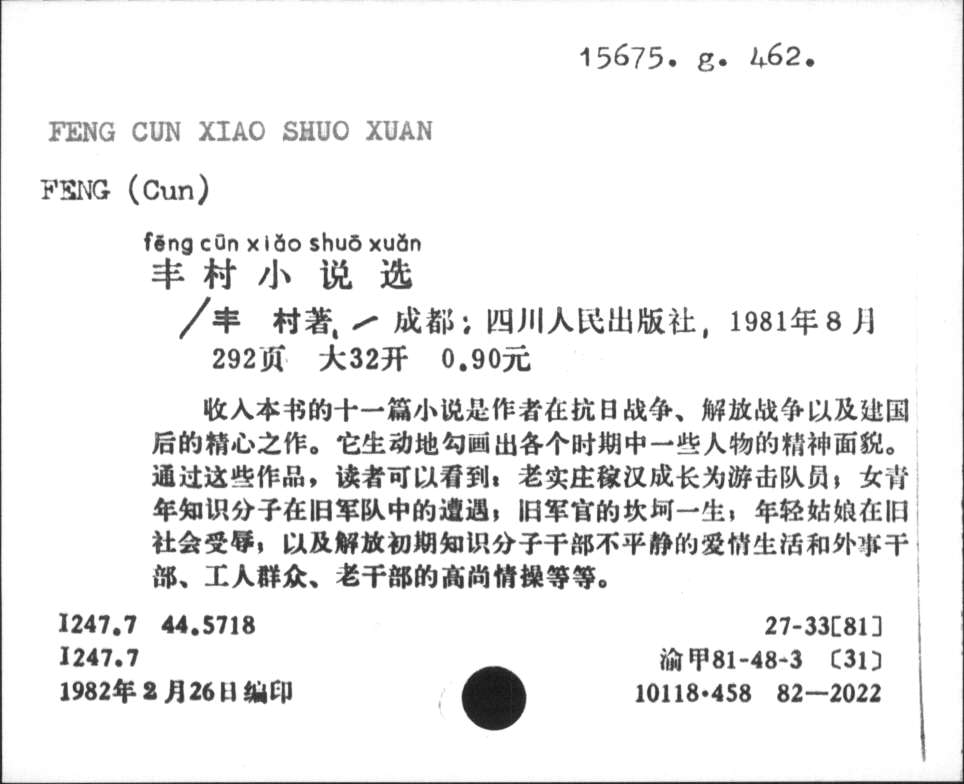 15675. g. 462.
FENG CUN XIAO SHUO XUAN
FENG (Cun)
fēng cūn xiǎo shuō xuǎn
丰村小说选
/丰 村著. — 成都: 四川人民出版社, 1981年8月
292页 大32开 0.90元
收入本书的十一篇小说是作者在抗日战争、解放战争以及建国
后的精心之作。它生动地勾画出各个时期中一些人物的精神面貌。
通过这些作品，读者可以看到：老实庄稼汉成长为游击队员；女青
年知识分子在旧军队中的遭遇；旧军官的坎坷一生；年轻姑娘在旧
社会受辱；以及解放初期知识分子干部不平静的爱情生活和外事干
部、工人群众、老干部的高尚情操等等。
I247.7 44.5718 27-33[81]
I247.7 渝甲81-48-3 〔31〕
1982年2月26日编印 10118·458 82—2022